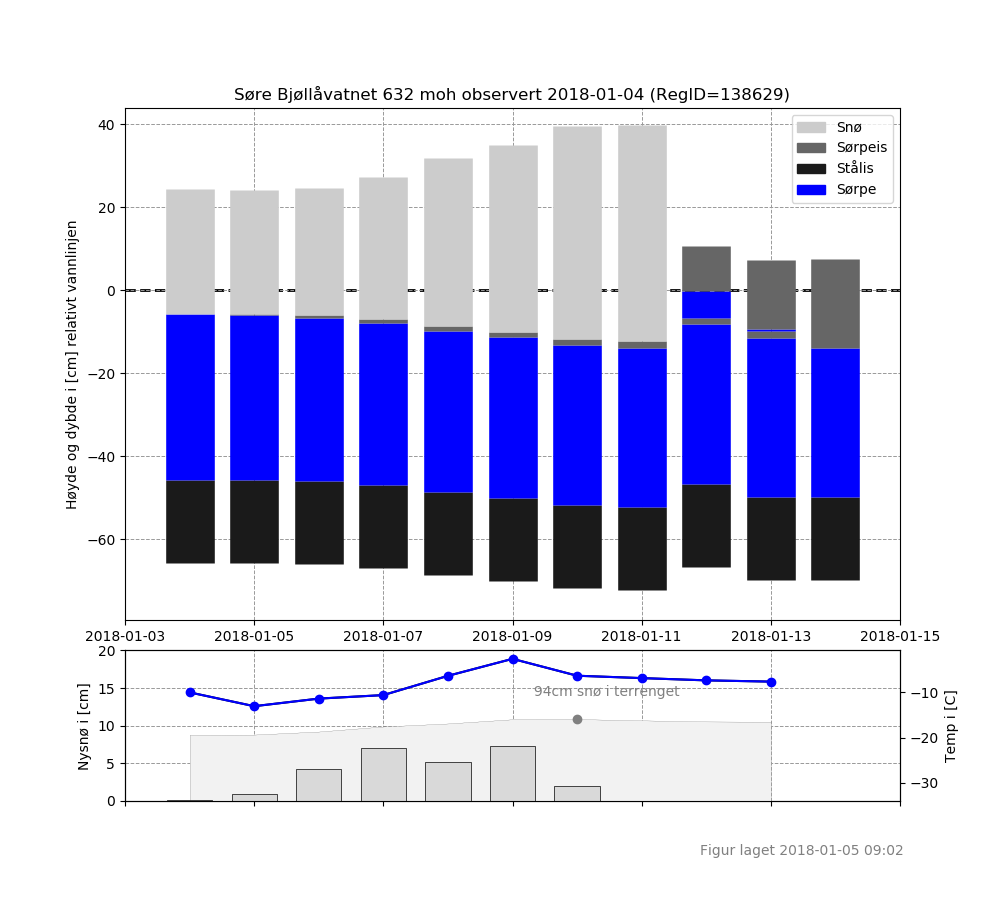 Søre Bjøllåvatnet 632 moh observert 2018-01-04 (RegID=138629)
Høyde og dybde i [cm] relativt vannlinjen
40
20
0
−20
−40
−60
Snø
Sørpeis
Stålis
Sørpe
2018-01-03 2018-01-05 2018-01-07 2018-01-09 2018-01-11 2018-01-13 2018-01-15
Nysnø i [cm]
20
15
10
5
0
94cm snø i terrenget
−10
−20
−30
Temp i [C]
Figur laget 2018-01-05 09:02